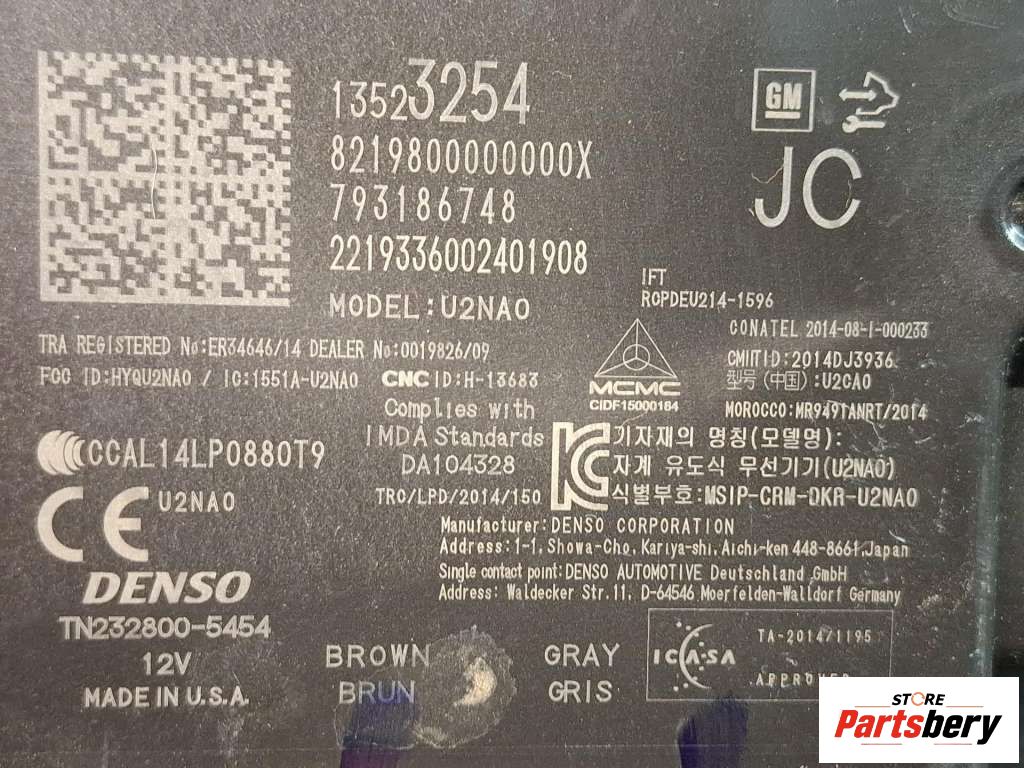 13523254
8219800000000X
793186748
2219336002401908
MODEL:U2NA0
GM
JC
IFT
RCPDEU214-1596
CONATEL 2014-08-I-000233
TRA REGISTERED No:ER34646/14 DEALER No:0019826/09
FCC ID:HYQU2NA0 / IC:1551A-U2NA0
CNC ID:H-13683
MCMC
CIDF15000184
CMIIT ID:2014DJ3936
型号(中国):U2CA0
MOROCCO:MR9491ANRT/2014
Complies with
IMDA Standards
DA104328
TRC/LPD/2014/150
CCAL14LP0880T9
CE U2NA0
기자재의 명칭(모델명):
자계 유도식 무선기기(U2NA0)
식별부호:MSIP-CRM-DKR-U2NA0
Manufacturer:DENSO CORPORATION
Address:1-1, Showa-Cho, Kariya-shi, Aichi-ken 448-8661, Japan
Single contact point:DENSO AUTOMOTIVE Deutschland GmbH
Address: Waldecker Str.11, D-64546 Moerfelden-Walldorf Germany
DENSO
TN232800-5454
12V
MADE IN U.S.A.
BROWN
BRUN
GRAY
GRIS
ICASA
TA-2014/1195
APPROVED
STORE
Partsbery